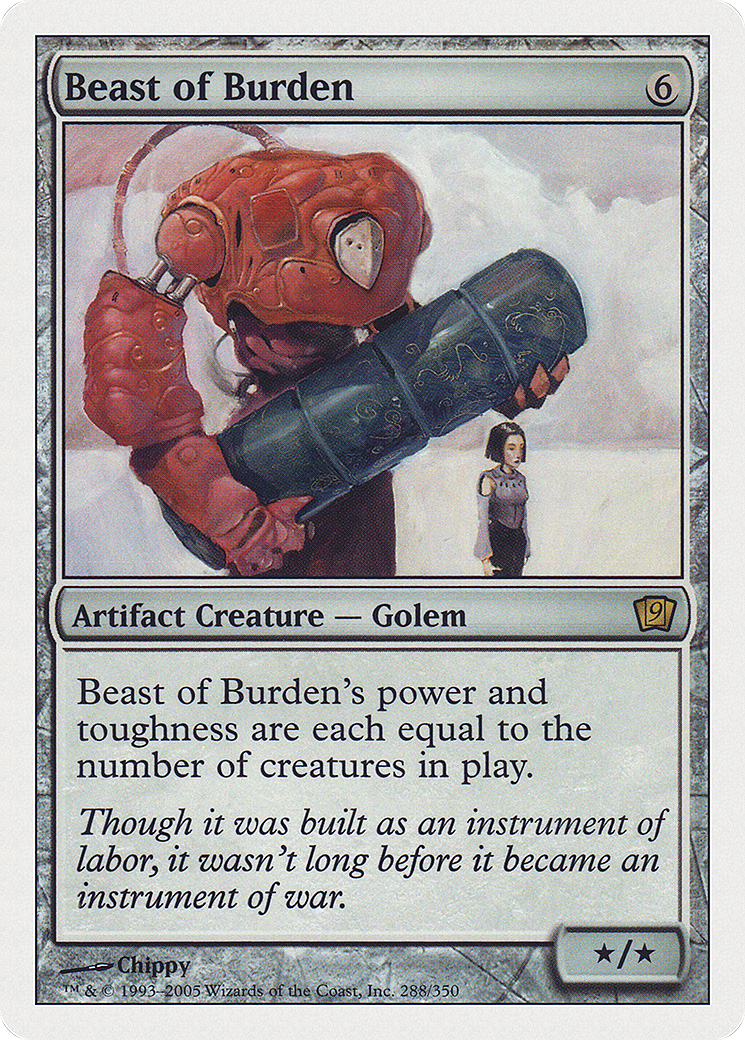 Beast of Burden 6
Artifact Creature — Golem 9
Beast of Burden's power and
toughness are each equal to the
number of creatures in play.
Though it was built as an instrument of
labor, it wasn't long before it became an
instrument of war.
★/★
Chippy
™ & © 1993–2005 Wizards of the Coast, Inc. 288/350